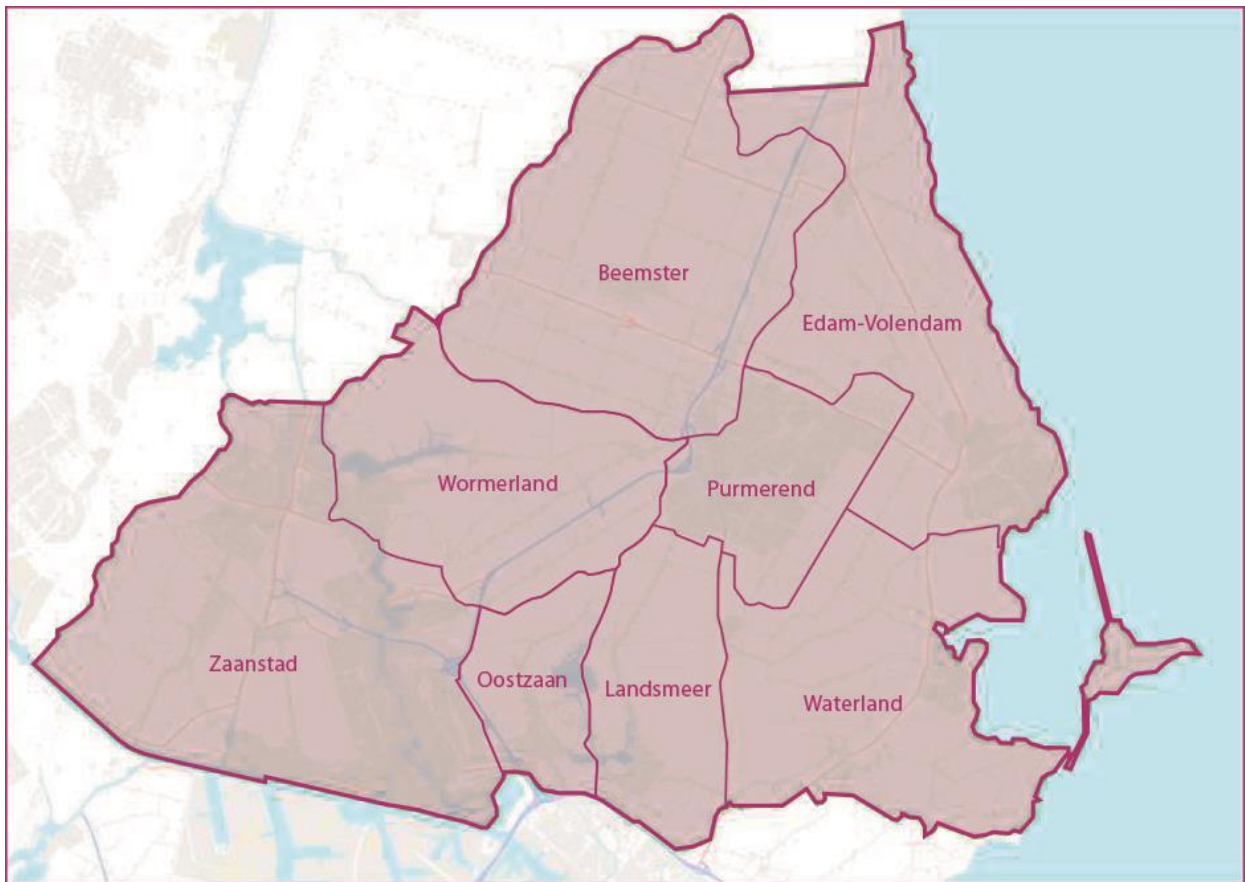 Beemster
Edam-Volendam
Wormerland
Purmerend
Zaanstad
Oostzaan
Landsmeer
Waterland